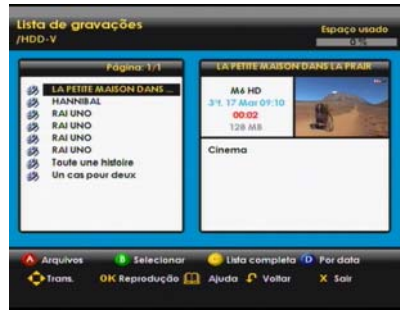 Lista de gravações
/HDD-V
Espaço usado
0 %
Página: 1/1
LA PETITE MAISON DANS ...
HANNIBAL
RAI UNO
RAI UNO
RAI UNO
RAI UNO
Toute une histoire
Un cas pour deux
LA PETITE MAISON DANS LA PRAIR
M6 HD
3ªf. 17 Mar 09:10
00:02
128 MB
Cinema
A Arquivos
B Selecionar
C Lista completa
D Por data
Trans.
OK Reprodução
Ajuda
Voltar
X Sair